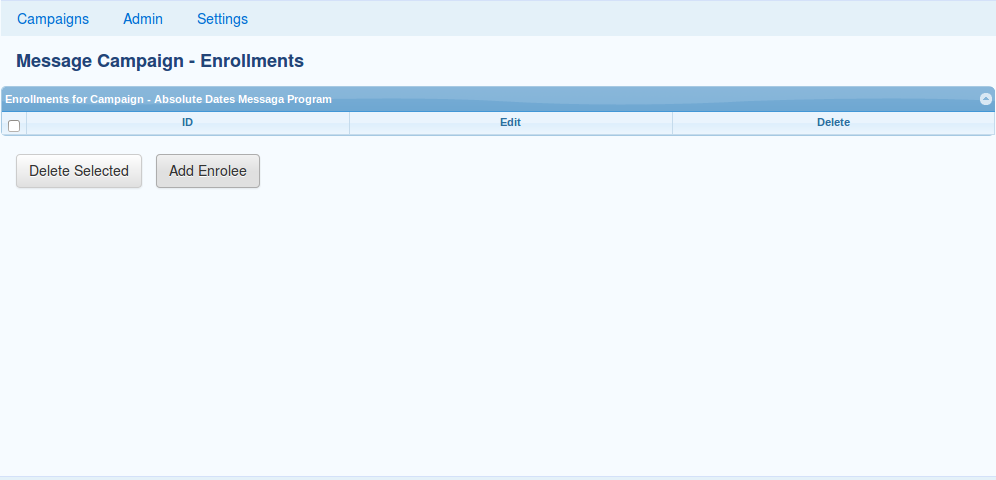 Campaigns Admin Settings
Message Campaign - Enrollments
Enrollments for Campaign - Absolute Dates Messaga Program
ID Edit Delete
Delete Selected Add Enrolee